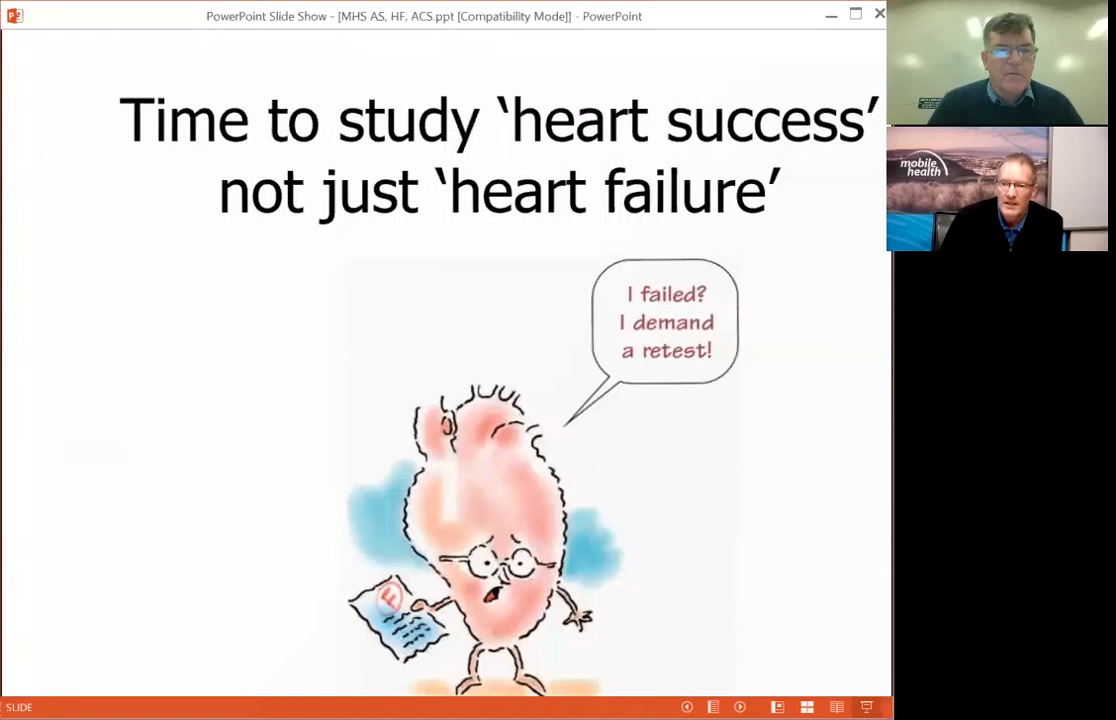 PowerPoint Slide Show - [MHS AS, HF, ACS.ppt [Compatibility Mode]] - PowerPoint
Time to study ‘heart success’
not just ‘heart failure’
I failed?
I demand
a retest!
F
mobile
health
SLIDE